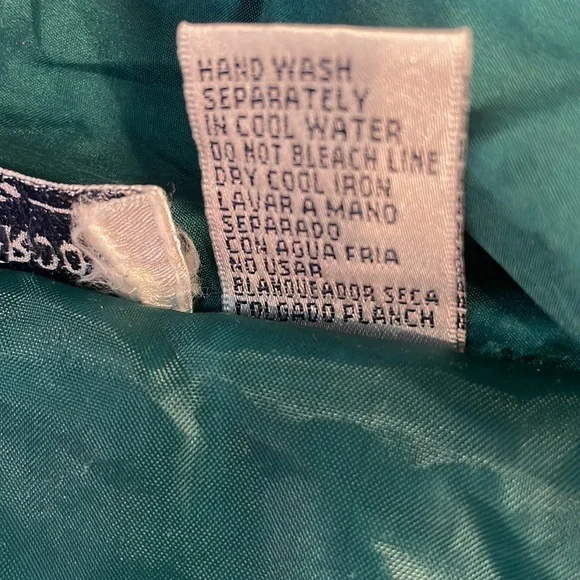 HAND WASH
SEPARATELY
IN COOL WATER
DO NOT BLEACH LINE
DRY COOL IRON
LAVAR A MANO
SEPARADO
CON AGUA FRIA
NO USAR
BLANQUEADOR SECA
COLGADO PLANCH